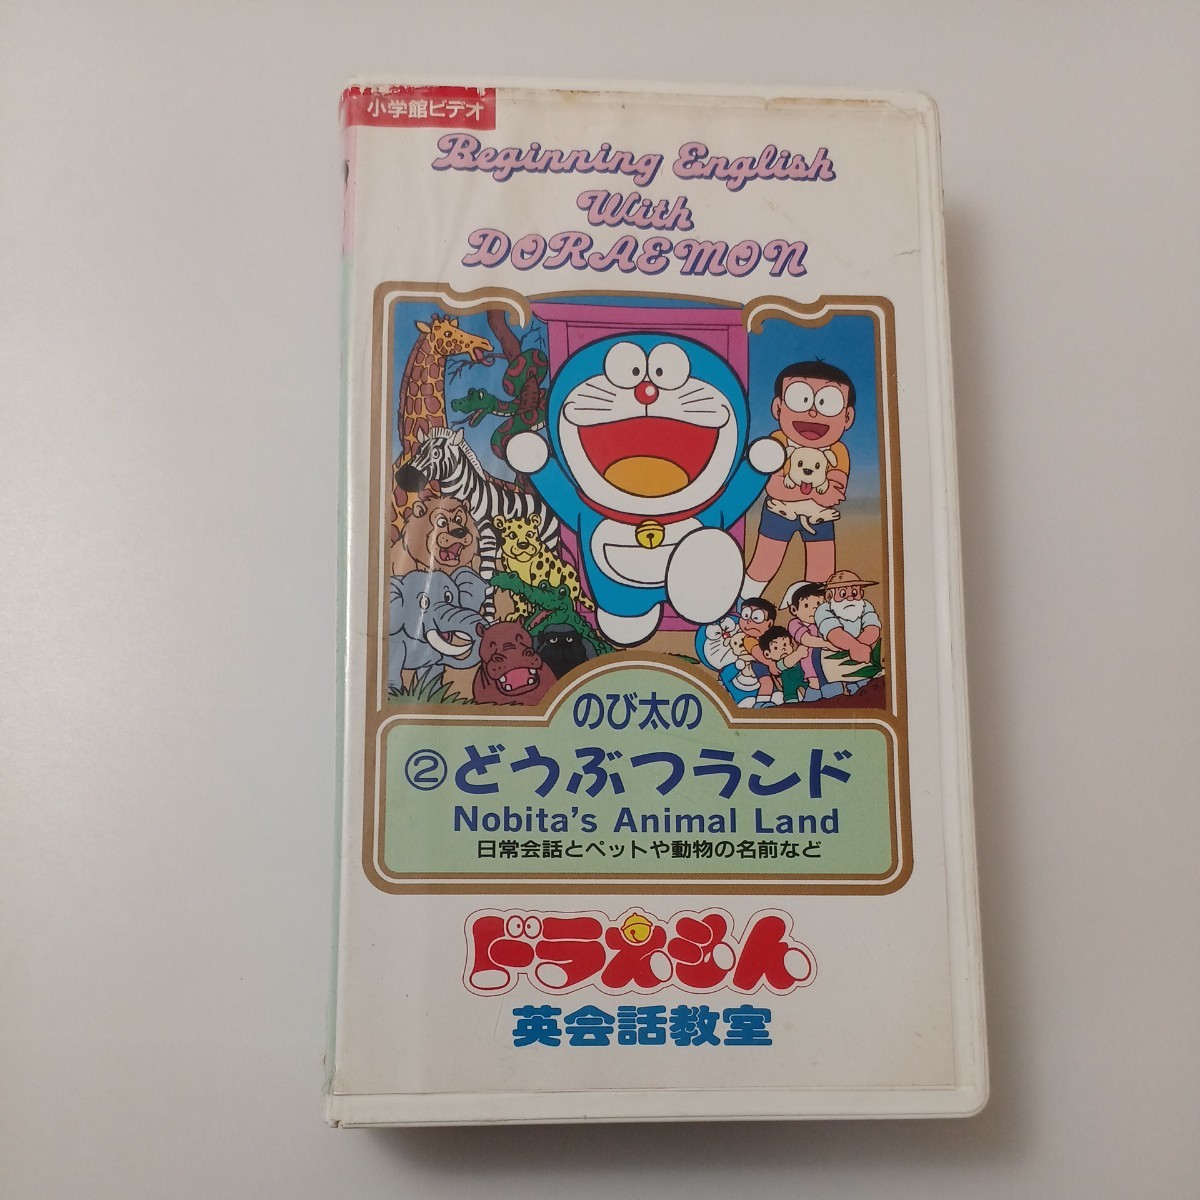 小学館ビデオ
Beginning English
With
DORAEMON
のび太の
②どうぶつランド
Nobita's Animal Land
日常会話とペットや動物の名前など
ドラえもん
英会話教室